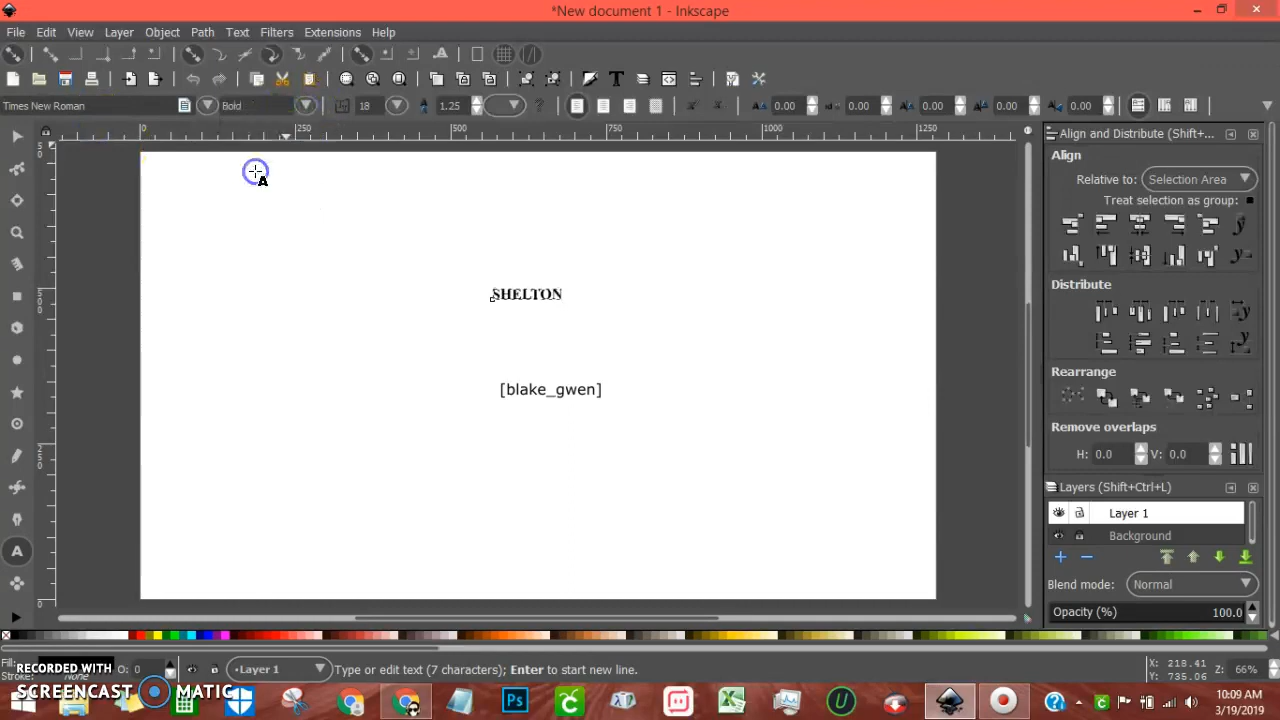 *New document 1 - Inkscape
File Edit View Layer Object Path Text Filters Extensions Help
Times New Roman Bold 18 1.25 0.00 0.00 0.00 0.00 0.00
0 250 500 750 1000 1250
Align and Distribute (Shift+...
Align
Relative to: Selection Area
Treat selection as group:
SHELTON
Distribute
[blake_gwen]
Rearrange
Remove overlaps
H: 0.0 V: 0.0
Layers (Shift+Ctrl+L)
Layer 1
Background
Blend mode: Normal
Opacity (%) 100.0
Fill:
Stroke: None
O: 0
•Layer 1
Type or edit text (7 characters); Enter to start new line.
X: 218.41
Y: 735.06
Z: 66%
RECORDED WITH
SCREENCAST MATIC
10:09 AM
3/19/2019